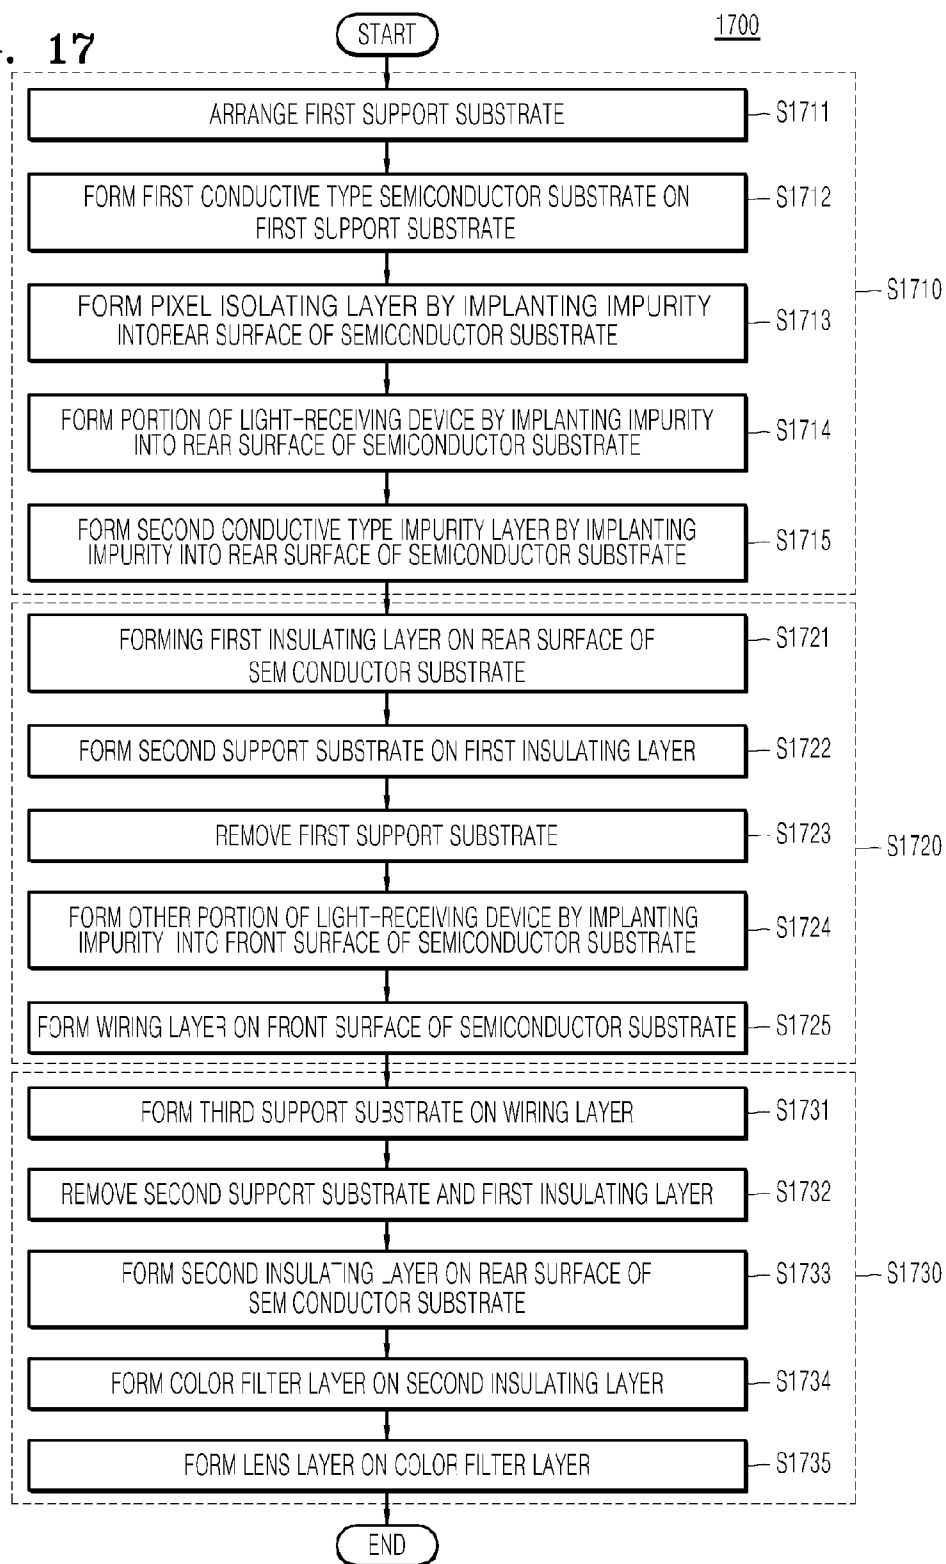 . 17
1700
START
ARRANGE FIRST SUPPORT SUBSTRATE
S1711
FORM FIRST CONDUCTIVE TYPE SEMICONDUCTOR SUBSTRATE ON
FIRST SUPPORT SUBSTRATE
S1712
FORM PIXEL ISOLATING LAYER BY IMPLANTING IMPURITY
INTOREAR SURFACE OF SEMICONDUCTOR SUBSTRATE
S1713
S1710
FORM PORTION OF LIGHT-RECEIVING DEVICE BY IMPLANTING IMPURITY
INTO REAR SURFACE OF SEMICONDUCTOR SUBSTRATE
S1714
FORM SECOND CONDUCTIVE TYPE IMPURITY LAYER BY IMPLANTING
IMPURITY INTO REAR SURFACE OF SEMICONDUCTOR SUBSTRATE
S1715
FORMING FIRST INSULATING LAYER ON REAR SURFACE OF
SEM CONDUCTOR SUBSTRATE
S1721
FORM SECOND SUPPORT SUBSTRATE ON FIRST INSULATING LAYER
S1722
REMOVE FIRST SUPPORT SUBSTRATE
S1723
S1720
FORM OTHER PORTION OF LIGHT-RECEIVING DEVICE BY IMPLANTING
IMPURITY INTO FRONT SURFACE OF SEMICONDUCTOR SUBSTRATE
S1724
FORM WIRING LAYER ON FRONT SURFACE OF SEMICONDUCTOR SUBSTRATE
S1725
FORM THIRD SUPPORT SUBSTRATE ON WIRING LAYER
S1731
REMOVE SECOND SUPPORT SUBSTRATE AND FIRST INSULATING LAYER
S1732
FORM SECOND INSULATING LAYER ON REAR SURFACE OF
SEM CONDUCTOR SUBSTRATE
S1733
S1730
FORM COLOR FILTER LAYER ON SECOND INSULATING LAYER
S1734
FORM LENS LAYER ON COLOR FILTER LAYER
S1735
END